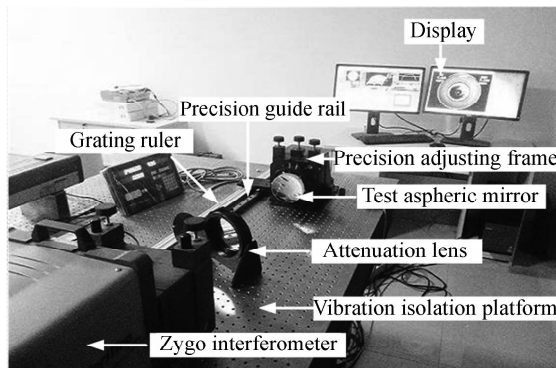 Display
Precision guide rail
Grating ruler
Precision adjusting frame
Test aspheric mirror
Attenuation lens
Vibration isolation platform
Zygo interferometer